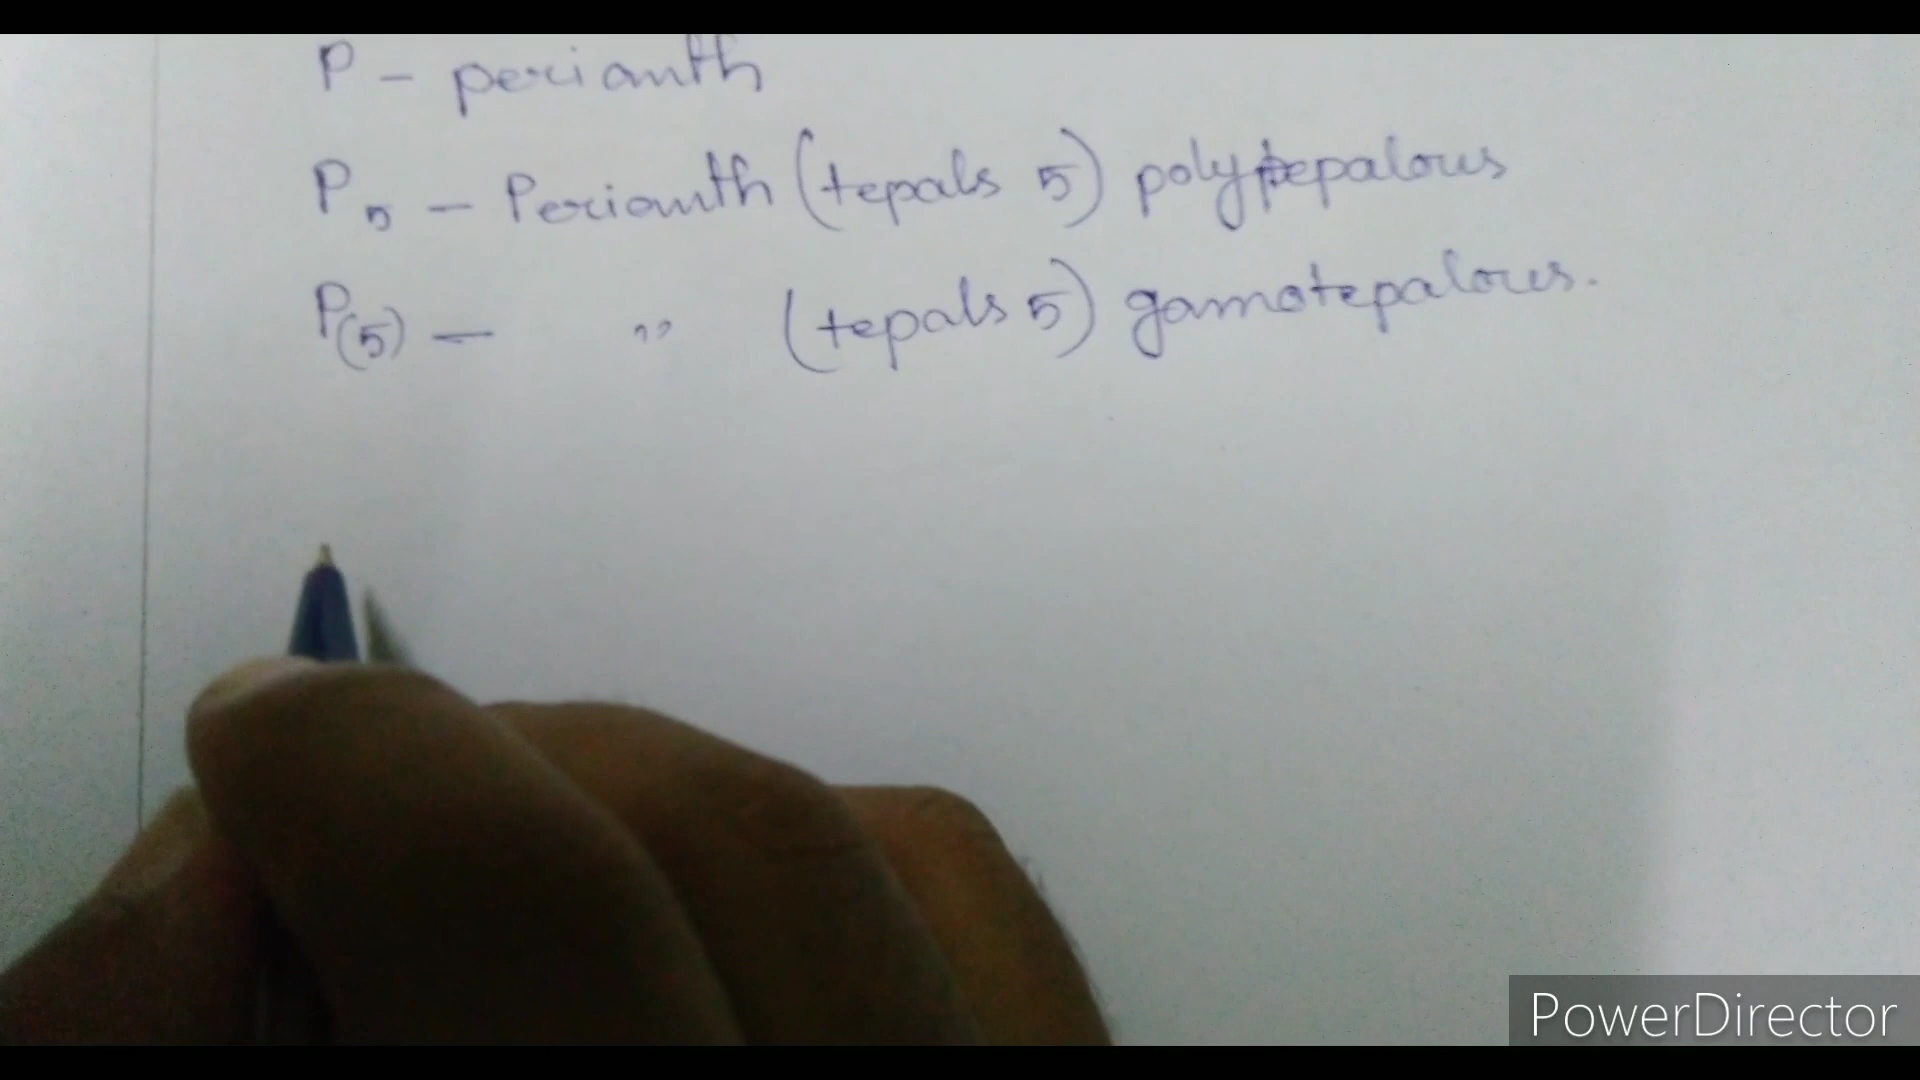 P - perianth
P5 - Perianth (tepals 5) polytepalous
P(5) - " (tepals 5) gamotepalous.
PowerDirector